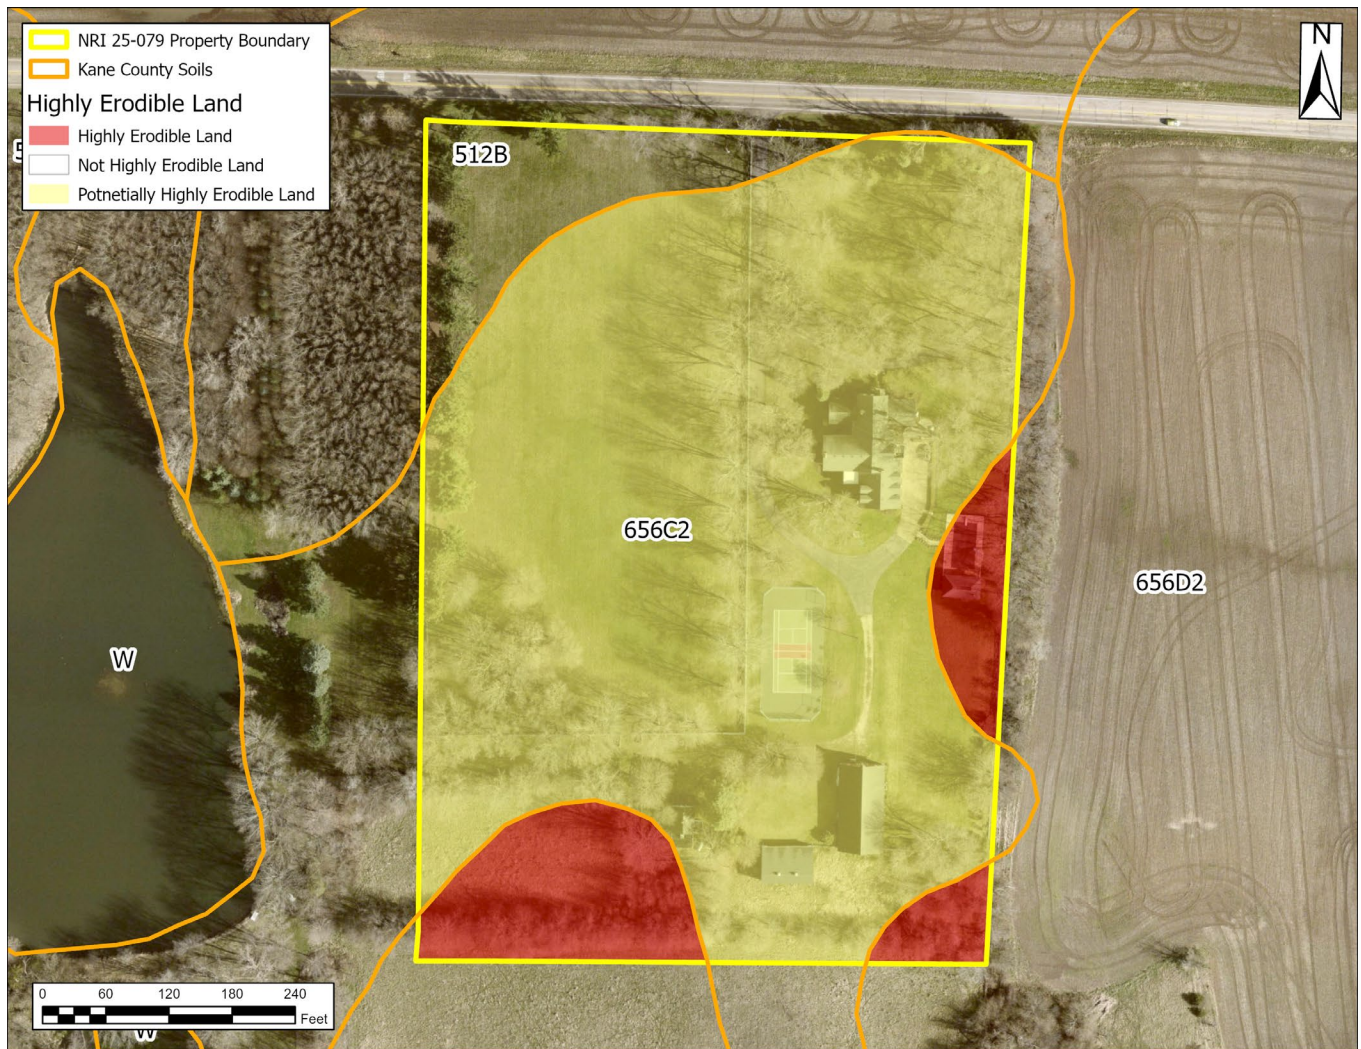 NRI 25-079 Property Boundary
Kane County Soils
Highly Erodible Land
Highly Erodible Land
Not Highly Erodible Land
Potnetially Highly Erodible Land
N
5
512B
656C2
656D2
W
0 60 120 180 240
Feet
W